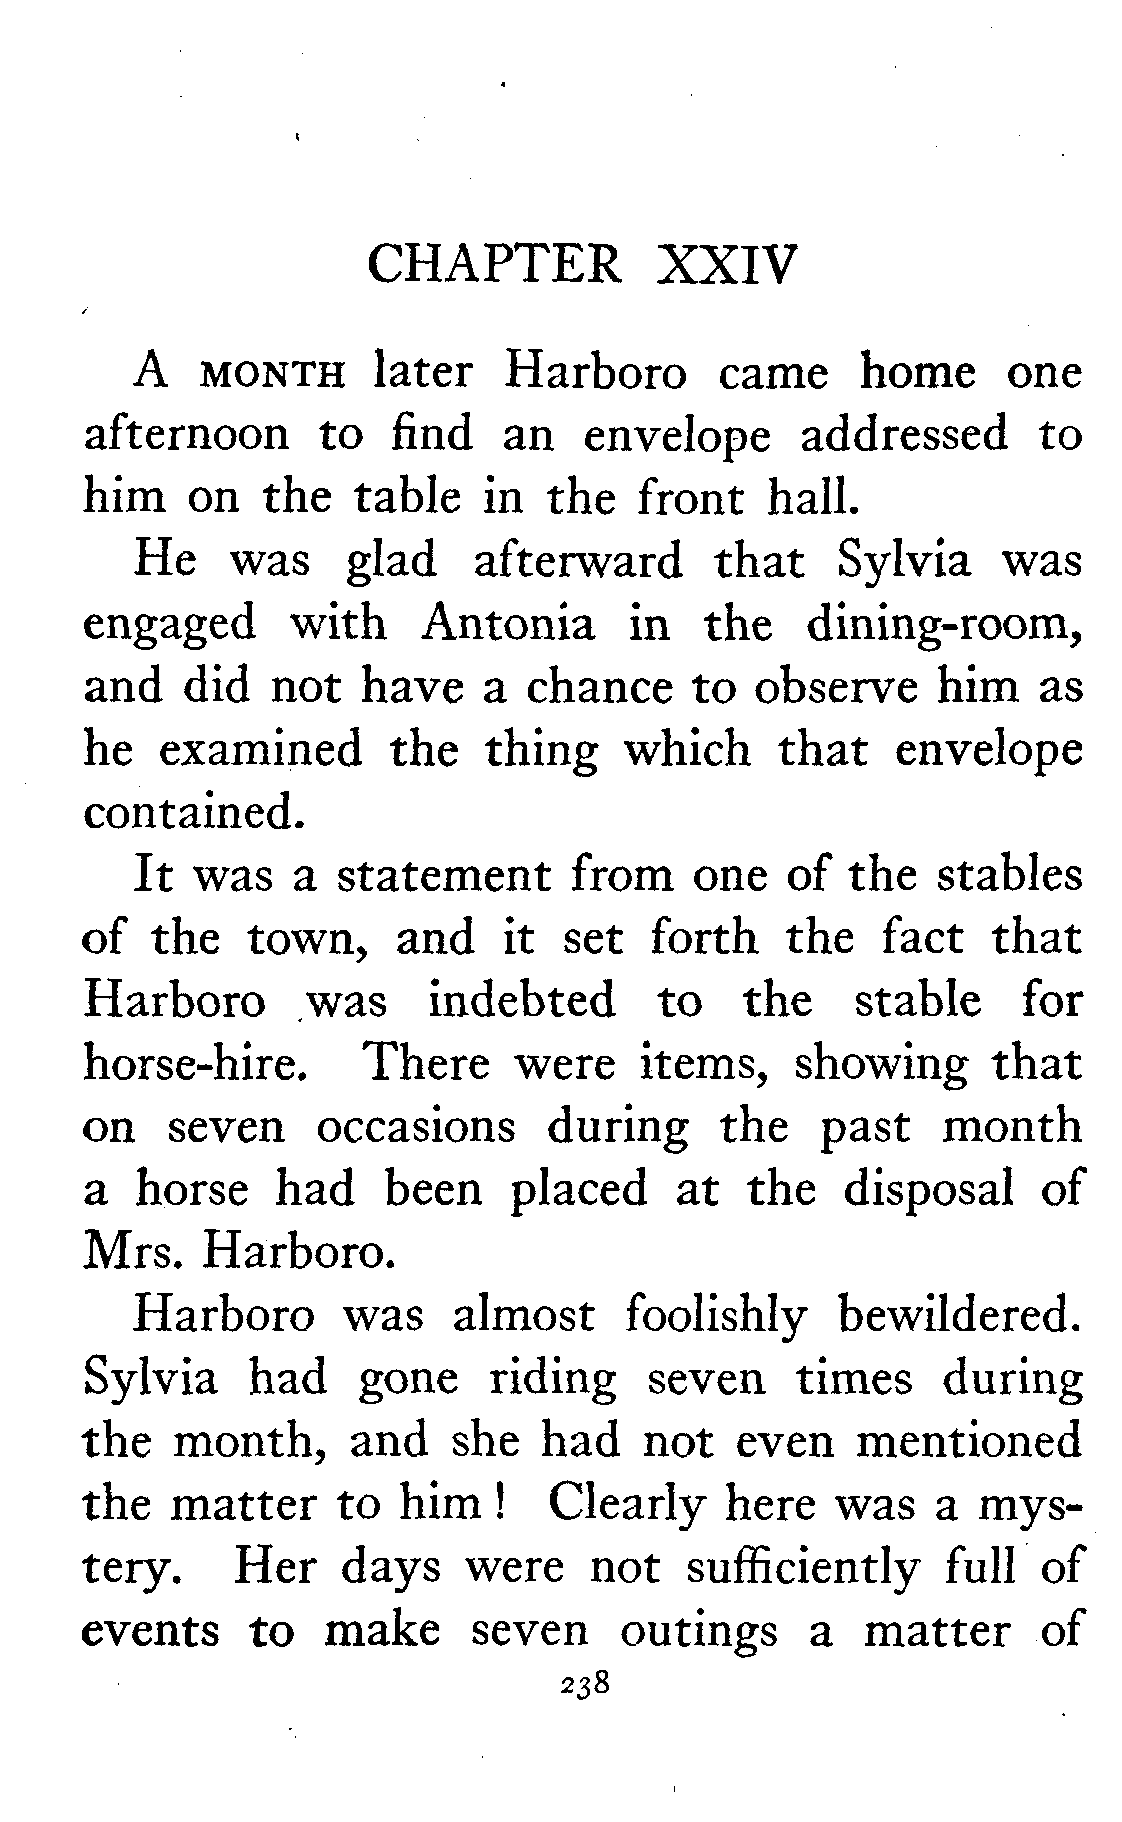 CHAPTER XXIV
A MONTH later Harboro came home one
afternoon to find an envelope addressed to
him on the table in the front hall.
He was glad afterward that Sylvia was
engaged with Antonia in the dining-room,
and did not have a chance to observe him as
he examined the thing which that envelope
contained.
It was a statement from one of the stables
of the town, and it set forth the fact that
Harboro was indebted to the stable for
horse-hire. There were items, showing that
on seven occasions during the past month
a horse had been placed at the disposal of
Mrs. Harboro.
Harboro was almost foolishly bewildered.
Sylvia had gone riding seven times during
the month, and she had not even mentioned
the matter to him! Clearly here was a mys-
tery. Her days were not sufficiently full of
events to make seven outings a matter of
238